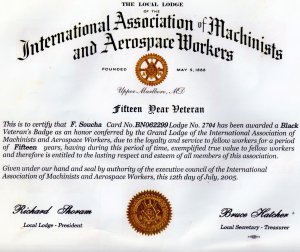 THE LOCAL LODGE
OF THE
International Association of Machinists
and Aerospace Workers
FOUNDED MAY 5, 1888
Upper Marlboro, MD
Fifteen Year Veteran
This is to certify that F. Soucha Card No. BN062299 Lodge No. 1784 has been awarded a Black
Veteran's Badge as an honor conferred by the Grand Lodge of the International Association of
Machinists and Aerospace Workers, due to the loyalty and service to fellow workers for a period
of Fifteen years, having during this period of time, exemplified true value to fellow workers
and therefore is entitled to the lasting respect and esteem of all members of this association.
Given under our hand and seal by authority of the executive council of the International
Association of Machinists and Aerospace Workers, this 12th day of July, 2005.
Richard Shoram
Local Lodge - President
Bruce Hatcher
Local Secretary - Treasurer